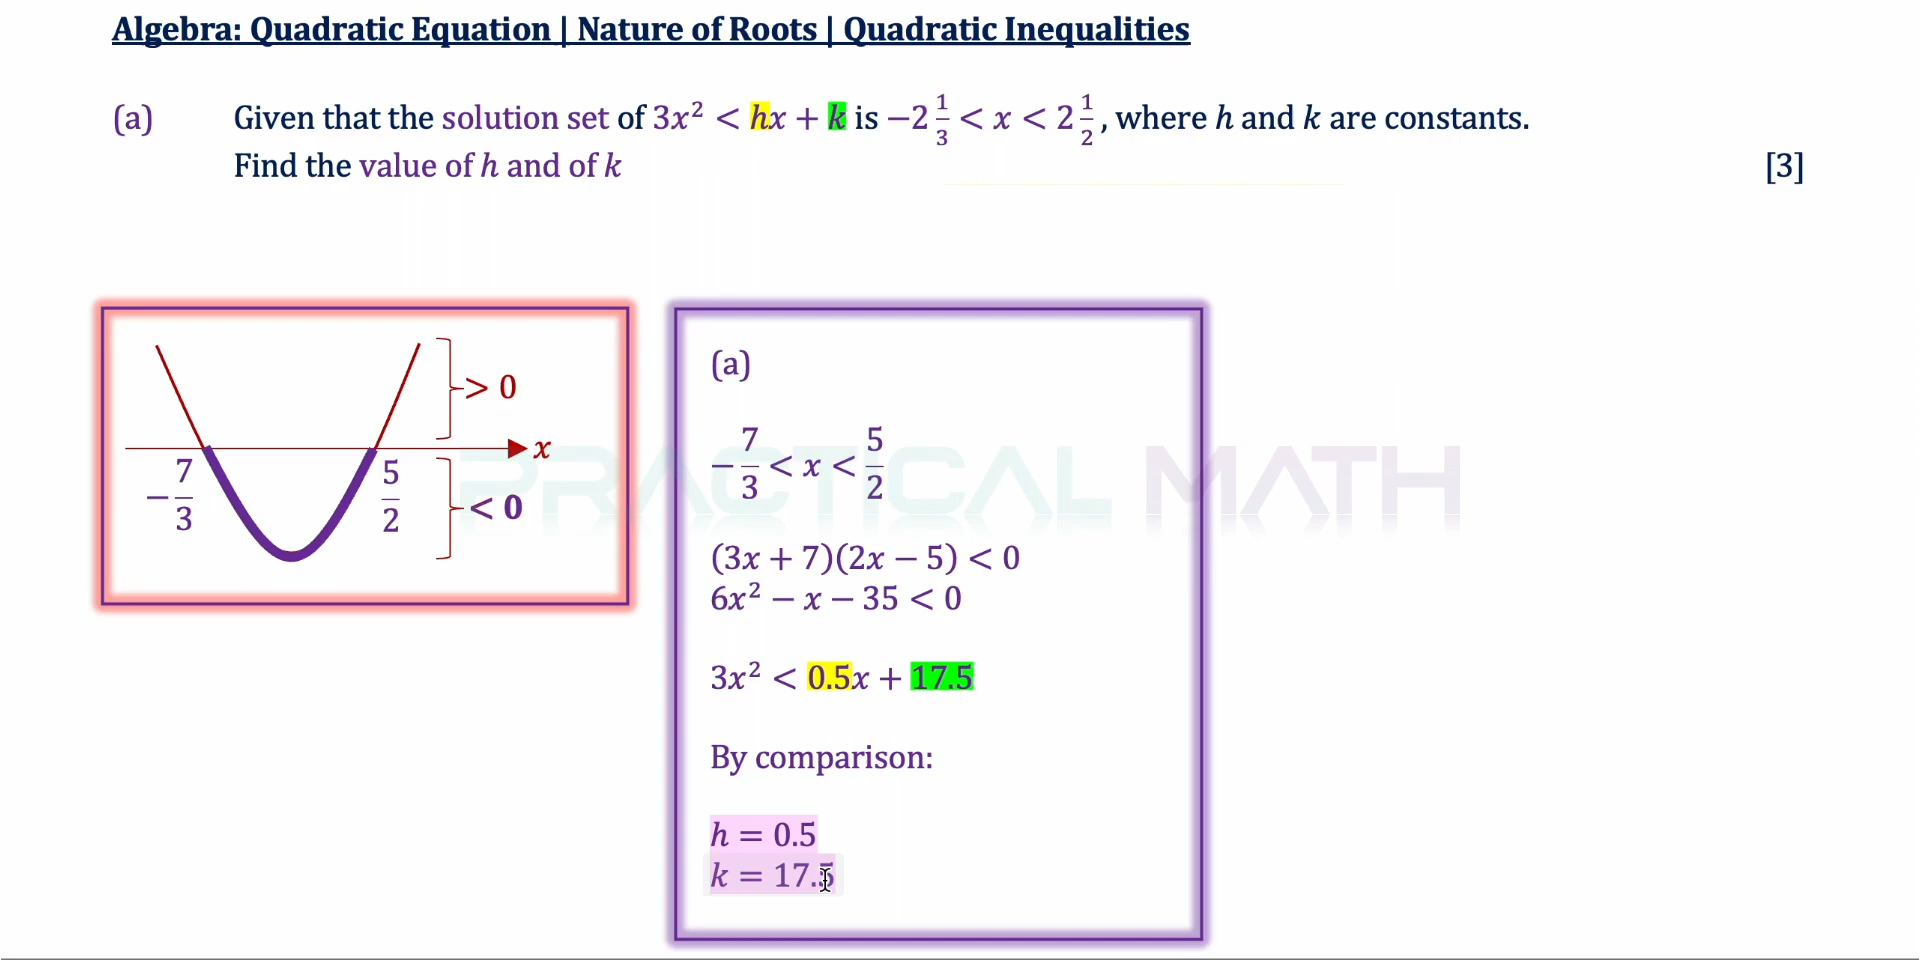 Algebra: Quadratic Equation | Nature of Roots | Quadratic Inequalities
(a) Given that the solution set of 3x² < hx + k is −2 1/3 < x < 2 1/2, where h and k are constants.
Find the value of h and of k [3]
> 0
x
−7/3
5/2
< 0
(a)
−7/3 < x < 5/2
(3x + 7)(2x − 5) < 0
6x² − x − 35 < 0
3x² < 0.5x + 17.5
By comparison:
h = 0.5
k = 17.5
PRACTICAL MATH